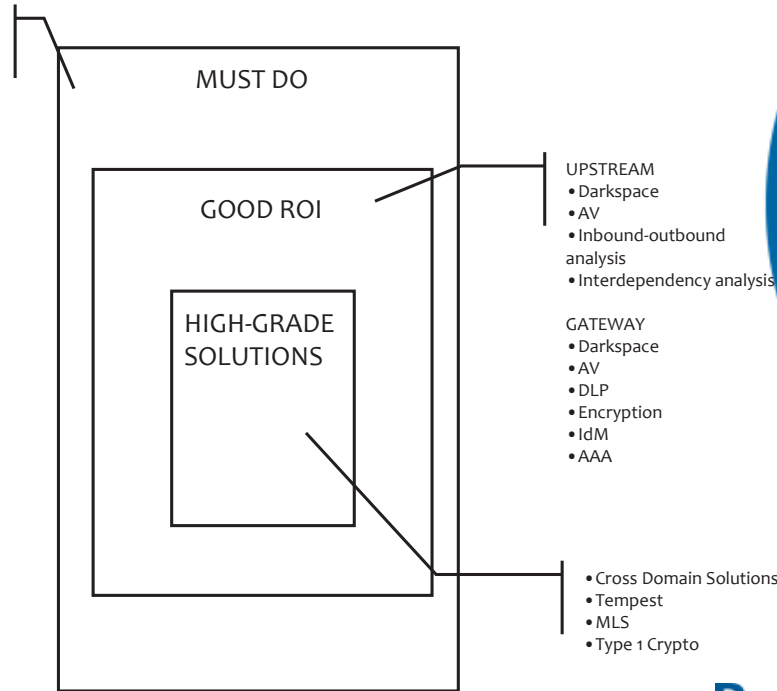 MUST DO
GOOD ROI
HIGH-GRADE
SOLUTIONS
UPSTREAM
• Darkspace
• AV
• Inbound-outbound
analysis
• Interdependency analysis
GATEWAY
• Darkspace
• AV
• DLP
• Encryption
• IdM
• AAA
• Cross Domain Solutions
• Tempest
• MLS
• Type 1 Crypto